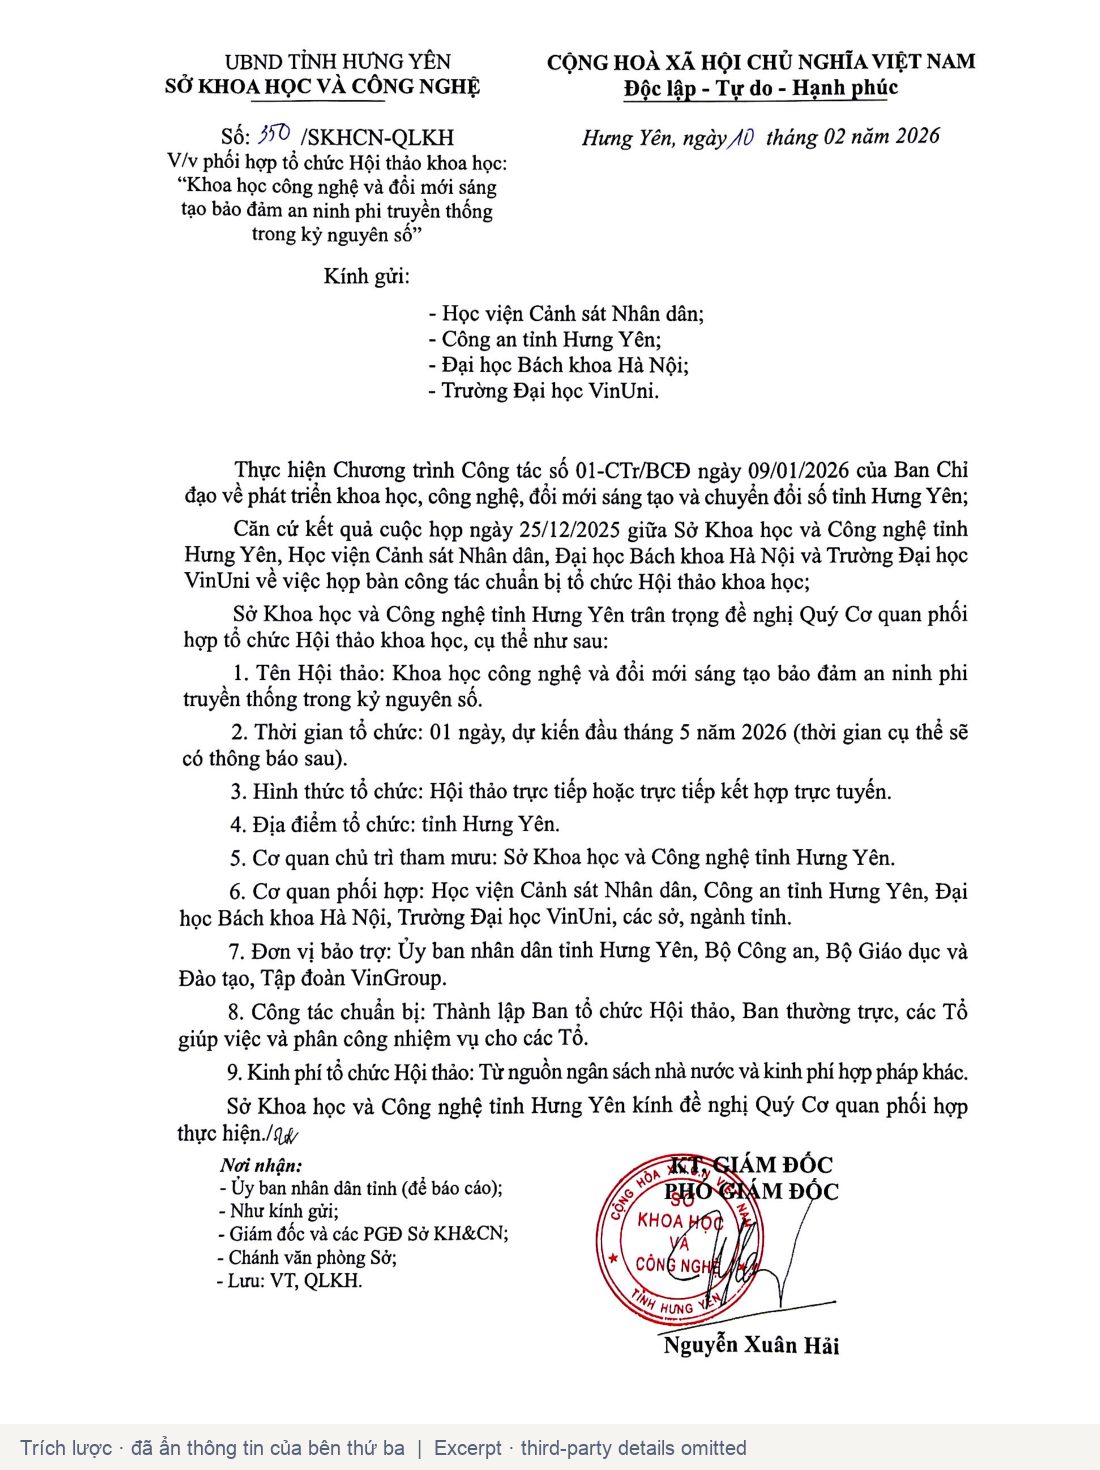 UBND TỈNH HƯNG YÊN
SỞ KHOA HỌC VÀ CÔNG NGHỆ
CỘNG HOÀ XÃ HỘI CHỦ NGHĨA VIỆT NAM
Độc lập - Tự do - Hạnh phúc
Số: 350 /SKHCN-QLKH
Hưng Yên, ngày 10 tháng 02 năm 2026
V/v phối hợp tổ chức Hội thảo khoa học:
“Khoa học công nghệ và đổi mới sáng
tạo bảo đảm an ninh phi truyền thống
trong kỷ nguyên số”
Kính gửi:
- Học viện Cảnh sát Nhân dân;
- Công an tỉnh Hưng Yên;
- Đại học Bách khoa Hà Nội;
- Trường Đại học VinUni.
Thực hiện Chương trình Công tác số 01-CTr/BCĐ ngày 09/01/2026 của Ban Chỉ
đạo về phát triển khoa học, công nghệ, đổi mới sáng tạo và chuyển đổi số tỉnh Hưng Yên;
Căn cứ kết quả cuộc họp ngày 25/12/2025 giữa Sở Khoa học và Công nghệ tỉnh
Hưng Yên, Học viện Cảnh sát Nhân dân, Đại học Bách khoa Hà Nội và Trường Đại học
VinUni về việc họp bàn công tác chuẩn bị tổ chức Hội thảo khoa học;
Sở Khoa học và Công nghệ tỉnh Hưng Yên trân trọng đề nghị Quý Cơ quan phối
hợp tổ chức Hội thảo khoa học, cụ thể như sau:
1. Tên Hội thảo: Khoa học công nghệ và đổi mới sáng tạo bảo đảm an ninh phi
truyền thống trong kỷ nguyên số.
2. Thời gian tổ chức: 01 ngày, dự kiến đầu tháng 5 năm 2026 (thời gian cụ thể sẽ
có thông báo sau).
3. Hình thức tổ chức: Hội thảo trực tiếp hoặc trực tiếp kết hợp trực tuyến.
4. Địa điểm tổ chức: tỉnh Hưng Yên.
5. Cơ quan chủ trì tham mưu: Sở Khoa học và Công nghệ tỉnh Hưng Yên.
6. Cơ quan phối hợp: Học viện Cảnh sát Nhân dân, Công an tỉnh Hưng Yên, Đại
học Bách khoa Hà Nội, Trường Đại học VinUni, các sở, ngành tỉnh.
7. Đơn vị bảo trợ: Ủy ban nhân dân tỉnh Hưng Yên, Bộ Công an, Bộ Giáo dục và
Đào tạo, Tập đoàn VinGroup.
8. Công tác chuẩn bị: Thành lập Ban tổ chức Hội thảo, Ban thường trực, các Tổ
giúp việc và phân công nhiệm vụ cho các Tổ.
9. Kinh phí tổ chức Hội thảo: Từ nguồn ngân sách nhà nước và kinh phí hợp pháp khác.
Sở Khoa học và Công nghệ tỉnh Hưng Yên kính đề nghị Quý Cơ quan phối hợp
thực hiện./
Nơi nhận:
- Ủy ban nhân dân tỉnh (để báo cáo);
- Như kính gửi;
- Giám đốc và các PGĐ Sở KH&CN;
- Chánh văn phòng Sở;
- Lưu: VT, QLKH.
KT. GIÁM ĐỐC
PHÓ GIÁM ĐỐC
CỘNG HÒA X.H.C.N VIỆT NAM
SỞ
KHOA HỌC
VÀ
CÔNG NGHỆ
TỈNH HƯNG YÊN
Nguyễn Xuân Hải
Trích lược · đã ẩn thông tin của bên thứ ba | Excerpt · third-party details omitted